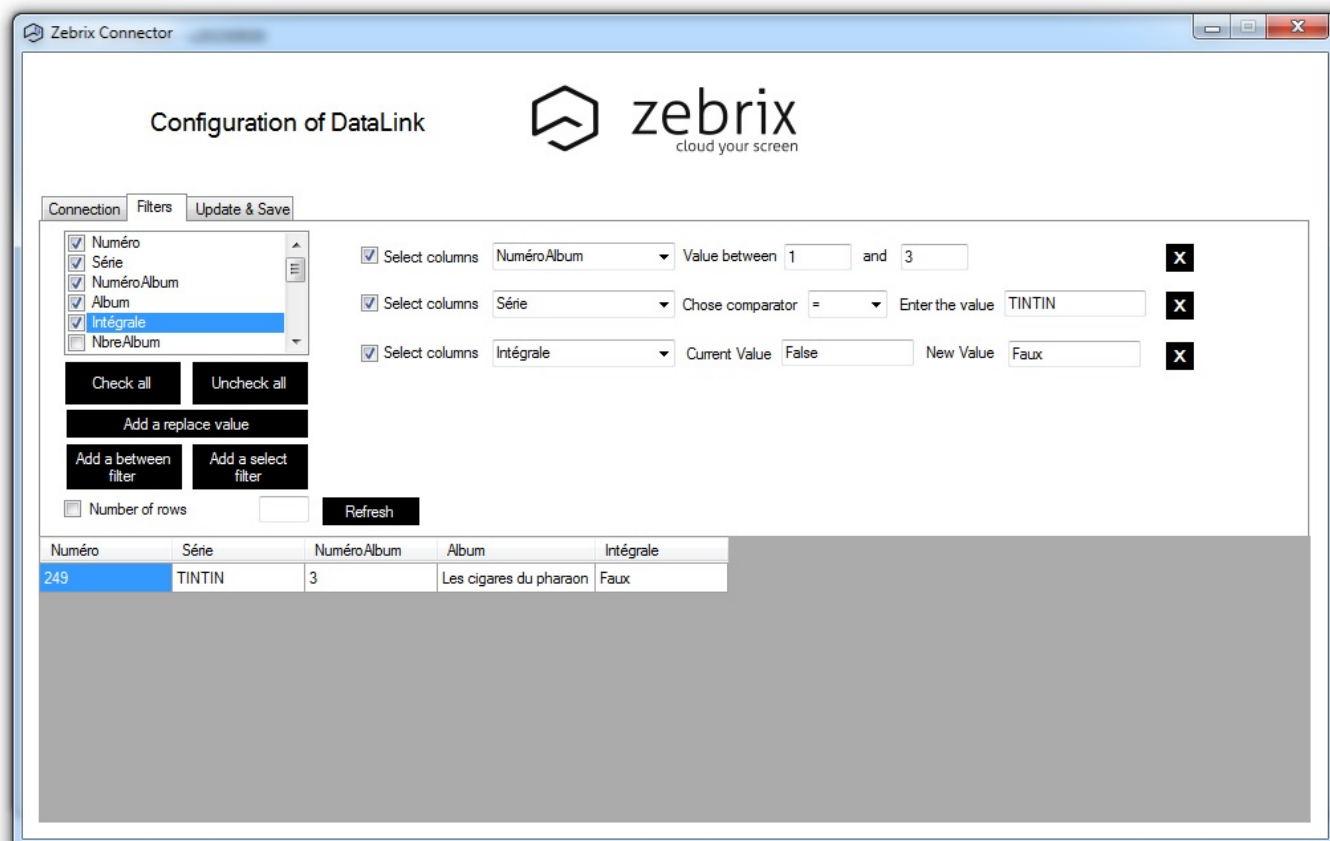 Zebrix Connector
Configuration of DataLink
zebrix
cloud your screen
Connection Filters Update & Save
Numéro
Série
NuméroAlbum
Album
Intégrale
NbreAlbum
Select columns NuméroAlbum Value between 1 and 3 X
Select columns Série Chose comparator = Enter the value TINTIN X
Select columns Intégrale Current Value False New Value Faux X
Check all Uncheck all
Add a replace value
Add a between filter Add a select filter
Number of rows Refresh
Numéro Série NuméroAlbum Album Intégrale
249 TINTIN 3 Les cigares du pharaon Faux